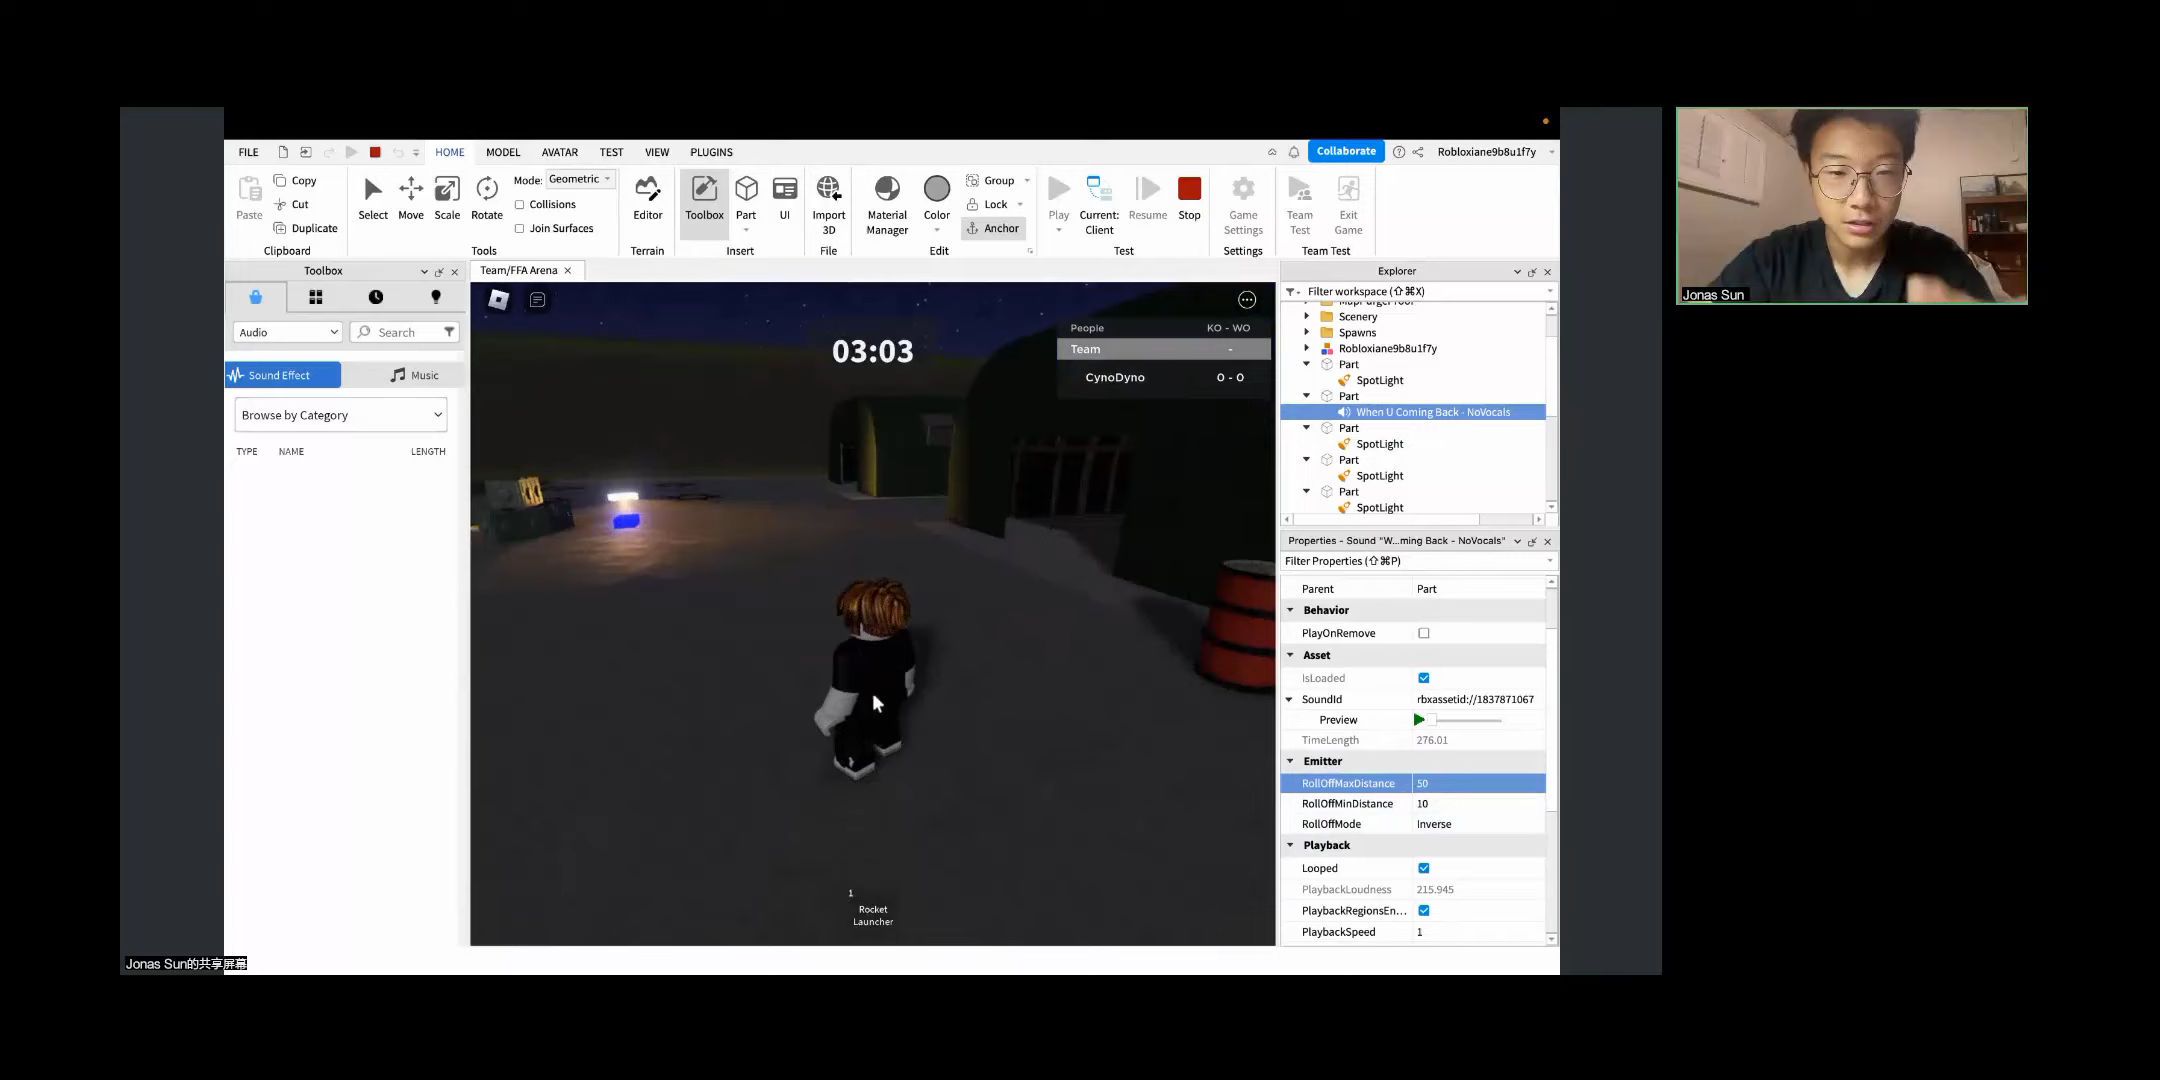 FILE
HOME
MODEL
AVATAR
TEST
VIEW
PLUGINS
Collaborate
Robloxiane9b8u1f7y
Paste
Copy
Cut
Duplicate
Clipboard
Select
Move
Scale
Rotate
Mode: Geometric
Collisions
Join Surfaces
Tools
Editor
Terrain
Toolbox
Part
UI
Insert
Import
3D
File
Material
Manager
Color
Group
Lock
Anchor
Edit
Play
Current:
Client
Resume
Stop
Test
Game
Settings
Settings
Team
Test
Exit
Game
Team Test
Toolbox
Audio
Search
Sound Effect
Music
Browse by Category
TYPE NAME LENGTH
Team/FFA Arena
03:03
People KO - WO
Team -
CynoDyno 0 - 0
1
Rocket
Launcher
Explorer
Filter workspace (⇧⌘X)
Scenery
Spawns
Robloxiane9b8u1f7y
Part
SpotLight
Part
When U Coming Back - NoVocals
Part
SpotLight
Part
SpotLight
Part
SpotLight
Properties - Sound "W...ming Back - NoVocals"
Filter Properties (⇧⌘P)
Parent Part
Behavior
PlayOnRemove
Asset
IsLoaded
SoundId rbxassetid://1837871067
Preview
TimeLength 276.01
Emitter
RollOffMaxDistance 50
RollOffMinDistance 10
RollOffMode Inverse
Playback
Looped
PlaybackLoudness 215.945
PlaybackRegionsEn...
PlaybackSpeed 1
Jonas Sun
Jonas Sun的共享屏幕